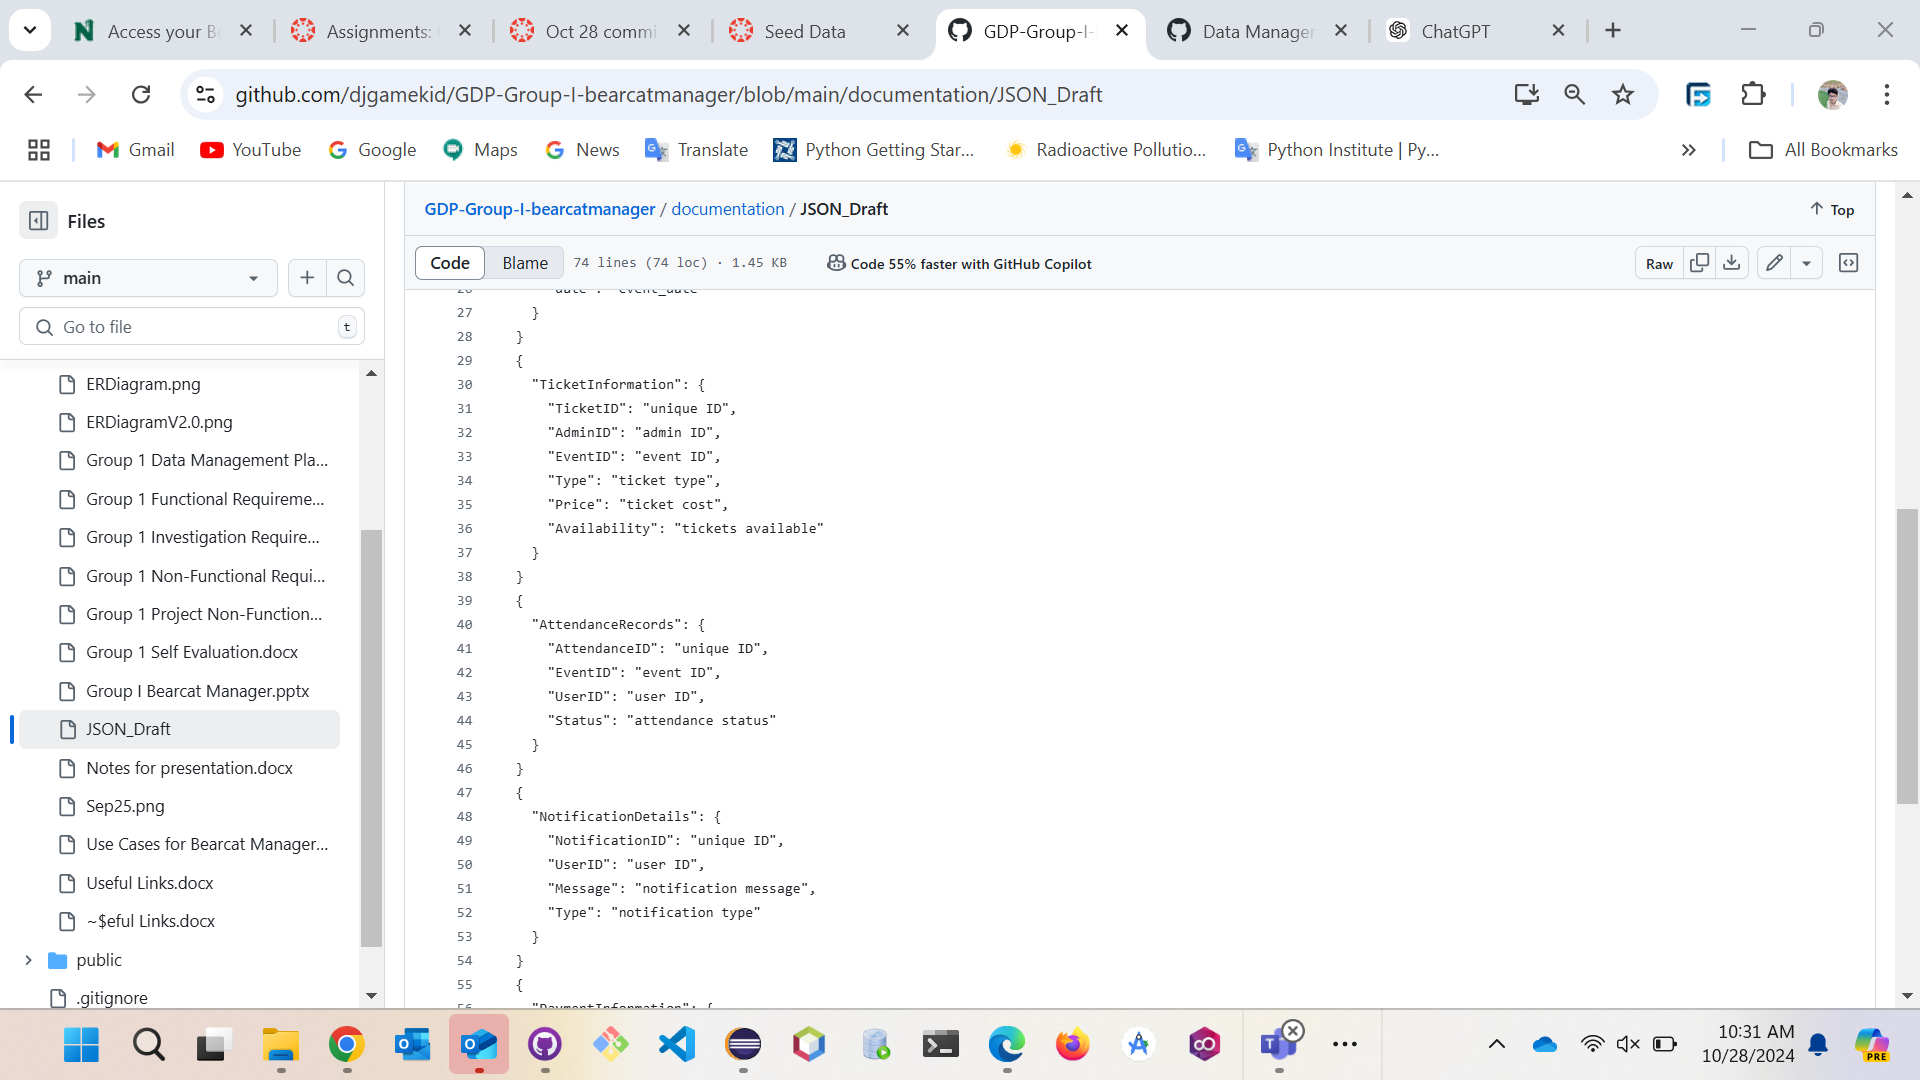 Access your B
Assignments:
Oct 28 commi
Seed Data
GDP-Group-I-
Data Manager
ChatGPT
github.com/djgamekid/GDP-Group-I-bearcatmanager/blob/main/documentation/JSON_Draft
Gmail
YouTube
Google
Maps
News
Translate
Python Getting Star...
Radioactive Pollutio...
Python Institute | Py...
All Bookmarks
Files
main
Go to file
t
ERDiagram.png
ERDiagramV2.0.png
Group 1 Data Management Pla...
Group 1 Functional Requireme...
Group 1 Investigation Require...
Group 1 Non-Functional Requi...
Group 1 Project Non-Function...
Group 1 Self Evaluation.docx
Group I Bearcat Manager.pptx
JSON_Draft
Notes for presentation.docx
Sep25.png
Use Cases for Bearcat Manager...
Useful Links.docx
~$eful Links.docx
public
.gitignore
GDP-Group-I-bearcatmanager / documentation / JSON_Draft
Top
Code
Blame
74 lines (74 loc) · 1.45 KB
Code 55% faster with GitHub Copilot
Raw
26 "date": "event_date"
27 }
28 }
29 {
30 "TicketInformation": {
31 "TicketID": "unique ID",
32 "AdminID": "admin ID",
33 "EventID": "event ID",
34 "Type": "ticket type",
35 "Price": "ticket cost",
36 "Availability": "tickets available"
37 }
38 }
39 {
40 "AttendanceRecords": {
41 "AttendanceID": "unique ID",
42 "EventID": "event ID",
43 "UserID": "user ID",
44 "Status": "attendance status"
45 }
46 }
47 {
48 "NotificationDetails": {
49 "NotificationID": "unique ID",
50 "UserID": "user ID",
51 "Message": "notification message",
52 "Type": "notification type"
53 }
54 }
55 {
56 "PaymentInformation": {
10:31 AM
10/28/2024
PRE